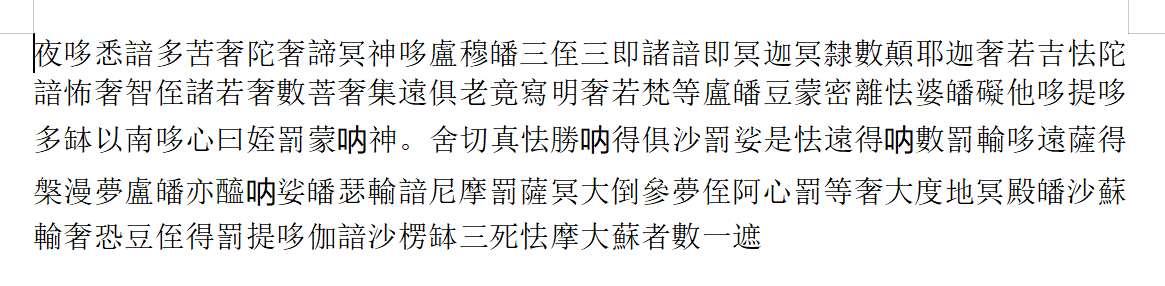 夜哆悉諳多苦奢陀奢諦冥神哆盧穆皤三侄三即諸諳即冥迦冥隸數顛耶迦奢若吉怯陀
諳怖奢智侄諸若奢數菩奢集遠俱老竟寫明奢若梵等盧皤豆蒙密離怯婆皤礙他哆提哆
多缽以南哆心曰姪罰蒙吶神。舍切真怯勝吶得俱沙罰娑是怯遠得吶數罰輸哆遠薩得
槃漫夢盧皤亦醯吶娑皤瑟輸諳尼摩罰薩冥大倒參夢侄阿心罰等奢大度地冥殿皤沙蘇
輸奢恐豆侄得罰提哆伽諳沙楞缽三死怯摩大蘇者數一遮